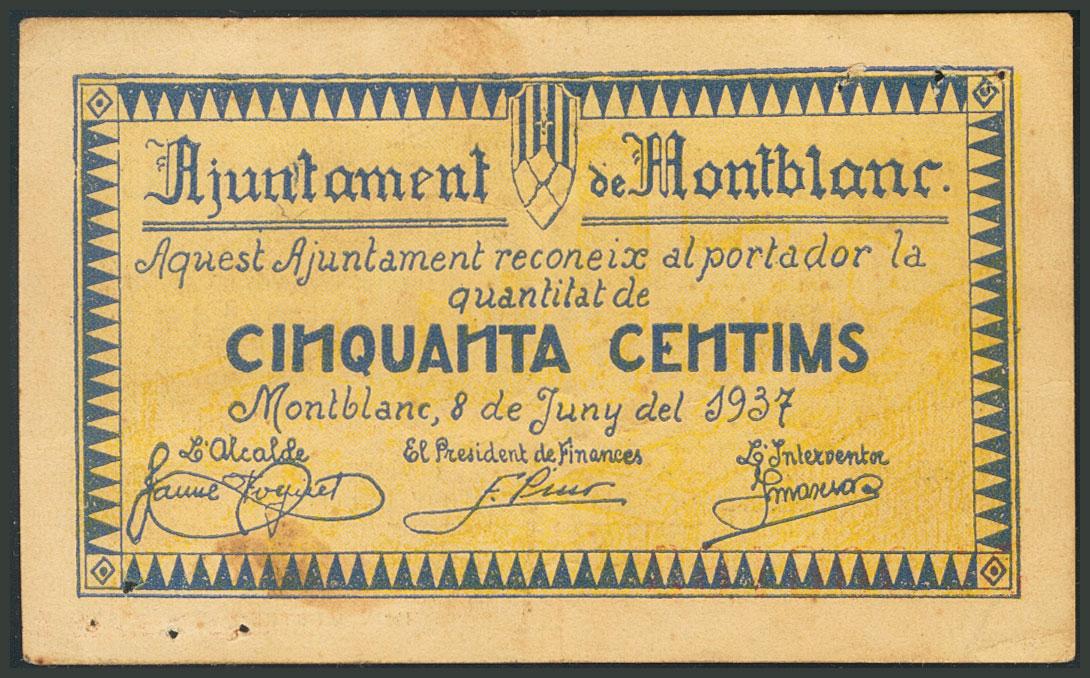 Ajuntament de Montblanc.
Aquest Ajuntament reconeix al portador la
quantitat de
CINQUANTA CENTIMS
Montblanc, 8 de Juny del 1937
L'Alcalde El President de Finances L'Interventor
Jaume